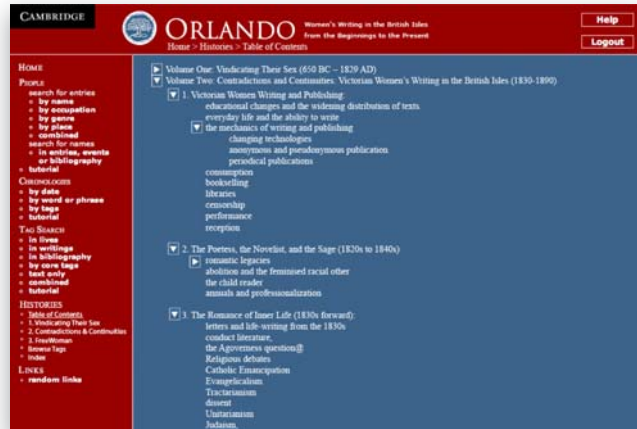 CAMBRIDGE
ORLANDO
Women's Writing in the British Isles
from the Beginnings to the Present
Home > Histories > Table of Contents
Help
Logout
HOME
PEOPLE
search for entries
by name
by occupation
by genre
by place
combined
search for names
in entries, events
or bibliography
tutorial
CHRONOLOGIES
by date
by word or phrase
by tags
tutorial
TAG SEARCH
in lives
in writings
in bibliography
by core tags
text only
combined
tutorial
HISTORIES
Table of Contents
1. Vindicating Their Sex
2. Contradictions & Continuities
3. FreeWoman
Browse Tags
Index
LINKS
random links
Volume One: Vindicating Their Sex (650 BC – 1829 AD)
Volume Two: Contradictions and Continuities: Victorian Women's Writing in the British Isles (1830-1890)
1. Victorian Women Writing and Publishing:
educational changes and the widening distribution of texts
everyday life and the ability to write
the mechanics of writing and publishing
changing technologies
anonymous and pseudonymous publication
periodical publications
consumption
bookselling
libraries
censorship
performance
reception
2. The Poetess, the Novelist, and the Sage (1820s to 1840s)
romantic legacies
abolition and the feminised racial other
the child reader
annuals and professionalization
3. The Romance of Inner Life (1830s forward):
letters and life-writing from the 1830s
conduct literature,
the Agoverness question@
Religious debates
Catholic Emancipation
Evangelicalism
Tractarianism
dissent
Unitarianism
Judaism,